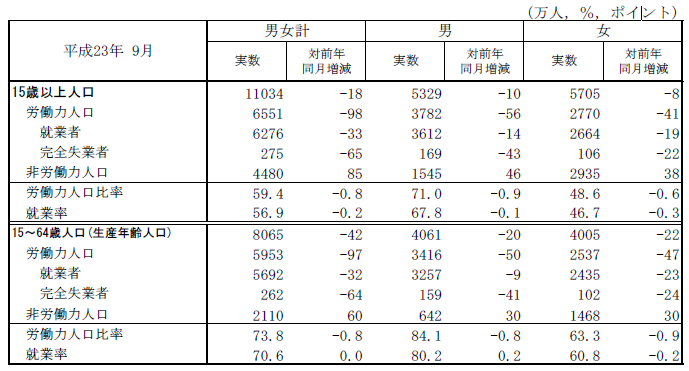 (万人，％，ポイント)
平成23年 9月 男女計 男 女
実数 対前年同月増減 実数 対前年同月増減 実数 対前年同月増減
15歳以上人口 11034 -18 5329 -10 5705 -8
労働力人口 6551 -98 3782 -56 2770 -41
就業者 6276 -33 3612 -14 2664 -19
完全失業者 275 -65 169 -43 106 -22
非労働力人口 4480 85 1545 46 2935 38
労働力人口比率 59.4 -0.8 71.0 -0.9 48.6 -0.6
就業率 56.9 -0.2 67.8 -0.1 46.7 -0.3
15～64歳人口(生産年齢人口) 8065 -42 4061 -20 4005 -22
労働力人口 5953 -97 3416 -50 2537 -47
就業者 5692 -32 3257 -9 2435 -23
完全失業者 262 -64 159 -41 102 -24
非労働力人口 2110 60 642 30 1468 30
労働力人口比率 73.8 -0.8 84.1 -0.8 63.3 -0.9
就業率 70.6 0.0 80.2 0.2 60.8 -0.2